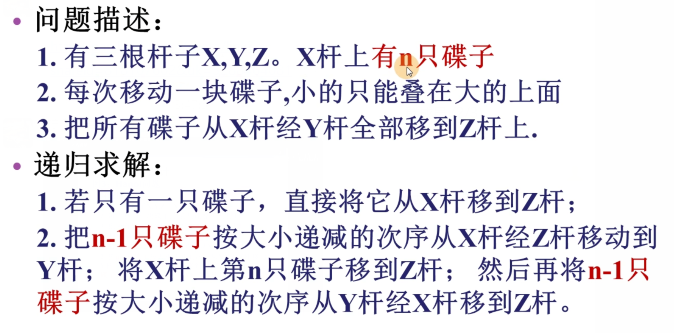 • 问题描述：
1. 有三根杆子X,Y,Z。X杆上有n只碟子
2. 每次移动一块碟子,小的只能叠在大的上面
3. 把所有碟子从X杆经Y杆全部移到Z杆上.
• 递归求解：
1. 若只有一只碟子，直接将它从X杆移到Z杆；
2. 把n-1只碟子按大小递减的次序从X杆经Z杆移动到
Y杆； 将X杆上第n只碟子移到Z杆； 然后再将n-1只
碟子按大小递减的次序从Y杆经X杆移到Z杆。